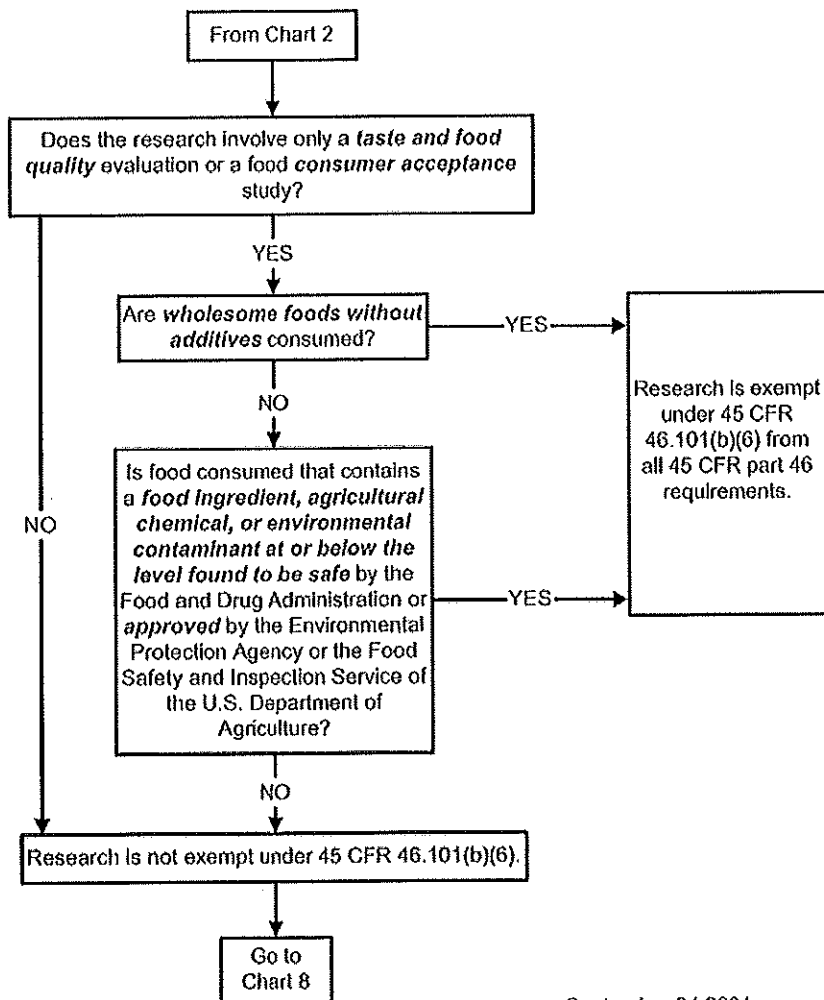 From Chart 2
Does the research involve only a taste and food
quality evaluation or a food consumer acceptance
study?
YES
Are wholesome foods without
additives consumed?
YES
NO
Research is exempt
under 45 CFR
46.101(b)(6) from
all 45 CFR part 46
requirements.
Is food consumed that contains
a food ingredient, agricultural
chemical, or environmental
contaminant at or below the
level found to be safe by the
Food and Drug Administration or
approved by the Environmental
Protection Agency or the Food
Safety and Inspection Service of
the U.S. Department of
Agriculture?
NO
YES
NO
Research is not exempt under 45 CFR 46.101(b)(6).
Go to
Chart 8